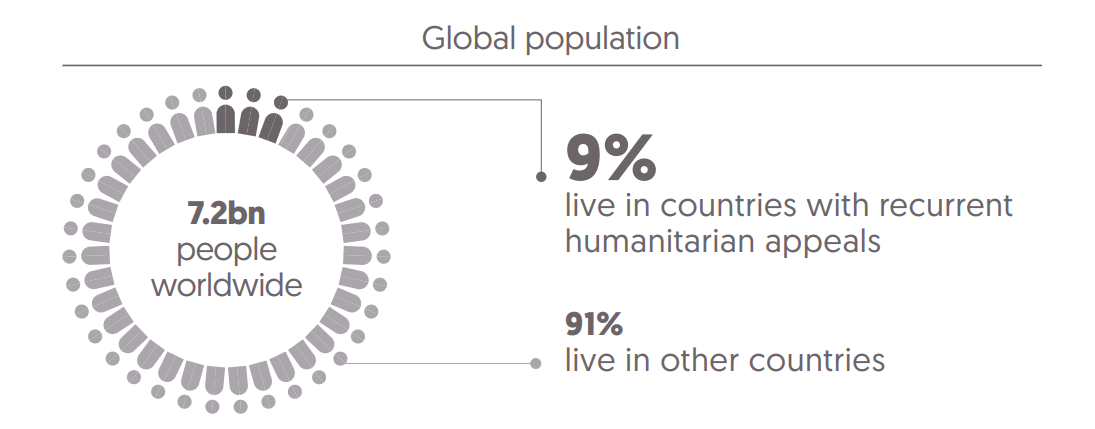 Global population
7.2bn
people
worldwide
9%
live in countries with recurrent
humanitarian appeals
91%
live in other countries